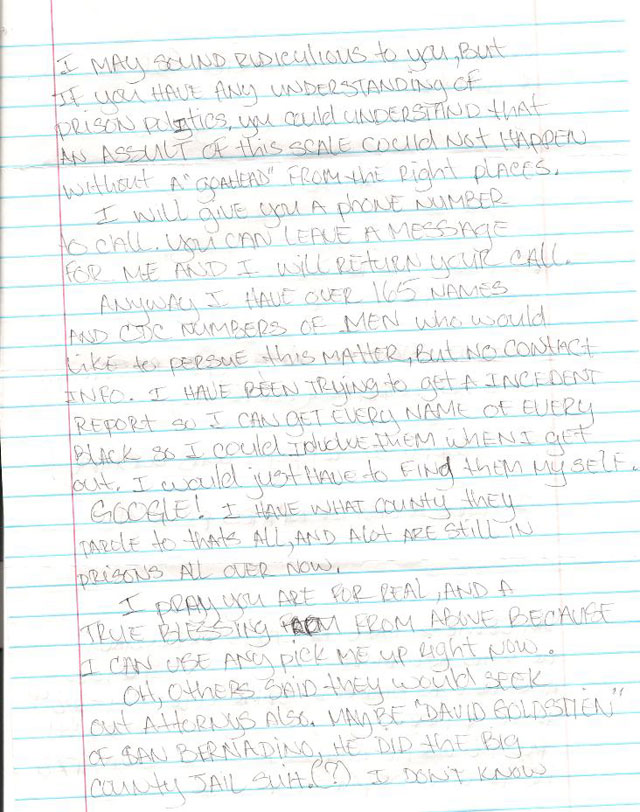 I MAY SOUND RIDICULIOUS to you, BUT
IF you HAVE ANY UNDERSTANDING OF
PRISON POLITICS, you could UNDERSTAND that
AN ASSULT OF this SCALE COULD NOT HAPPEN
without A "GOAHEAD" FROM the Right places.
I will give you A phone NUMBER
to CALL. you CAN LEAVE A MESSAGE
FOR ME AND I will RETURN your CALL.
ANYWAY I HAVE OVER 165 NAMES
AND CDC NUMBERS OF MEN who would
Like to PERSUE this MATTER, BUT NO CONTACT
INFO. I HAVE BEEN TRYING to get A INCEDENT
REPORT so I CAN GET EVERY NAME OF EVERY
BLACK so I could INCLUDE THEM WHEN I get
out. I would just HAVE to FIND them My self.
GOOGLE! I HAVE WHAT COUNTY they
PAROLE to thats ALL, AND Alot ARE still in
PRISONS ALL OVER NOW.
I PRAY you ARE FOR REAL, AND A
TRUE BLESSING FROM ABOVE BECAUSE
I CAN USE ANY pick ME up Right NOW.
OH, OTHERS SAID they would SEEK
out ATTORNYS Also. MAYBE "DAVID GOLDSTIEN"
OF SAN BERNADINO, HE DID the BIG
COUNTY JAIL SUIT.(?) I DON'T KNOW